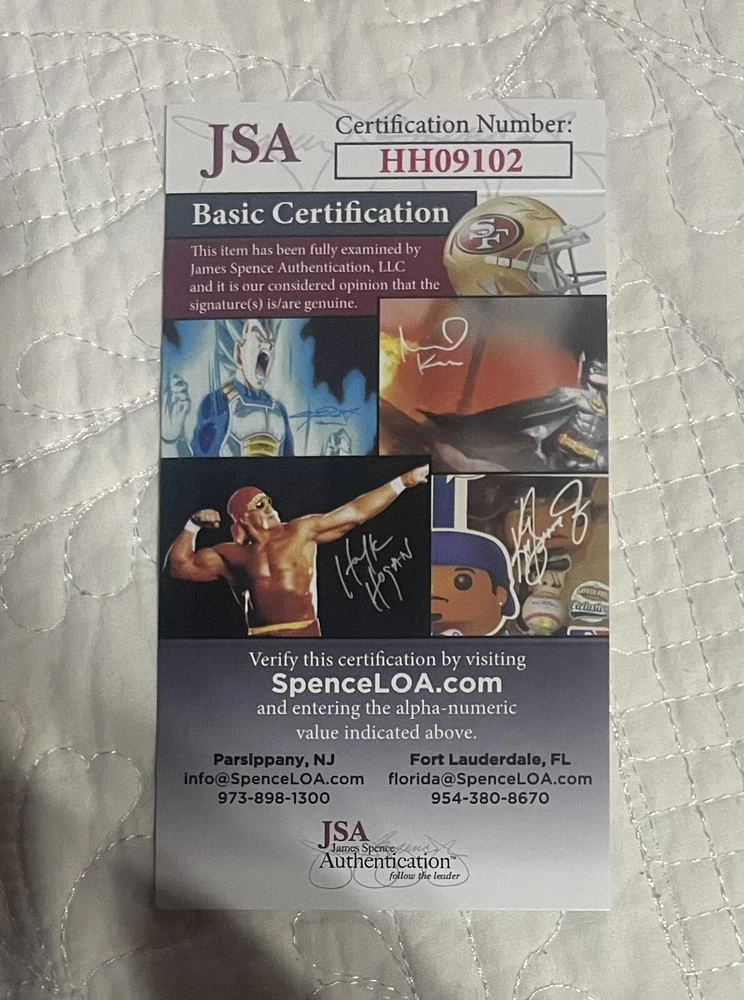 JSA
Certification Number:
HH09102
Basic Certification
This item has been fully examined by
James Spence Authentication, LLC
and it is our considered opinion that the
signature(s) is/are genuine.
SF
Hulk
Hogan
Exclusive
Verify this certification by visiting
SpenceLOA.com
and entering the alpha-numeric
value indicated above.
Parsippany, NJ
info@SpenceLOA.com
973-898-1300
Fort Lauderdale, FL
florida@SpenceLOA.com
954-380-8670
JSA
James Spence
Authentication™
follow the leader